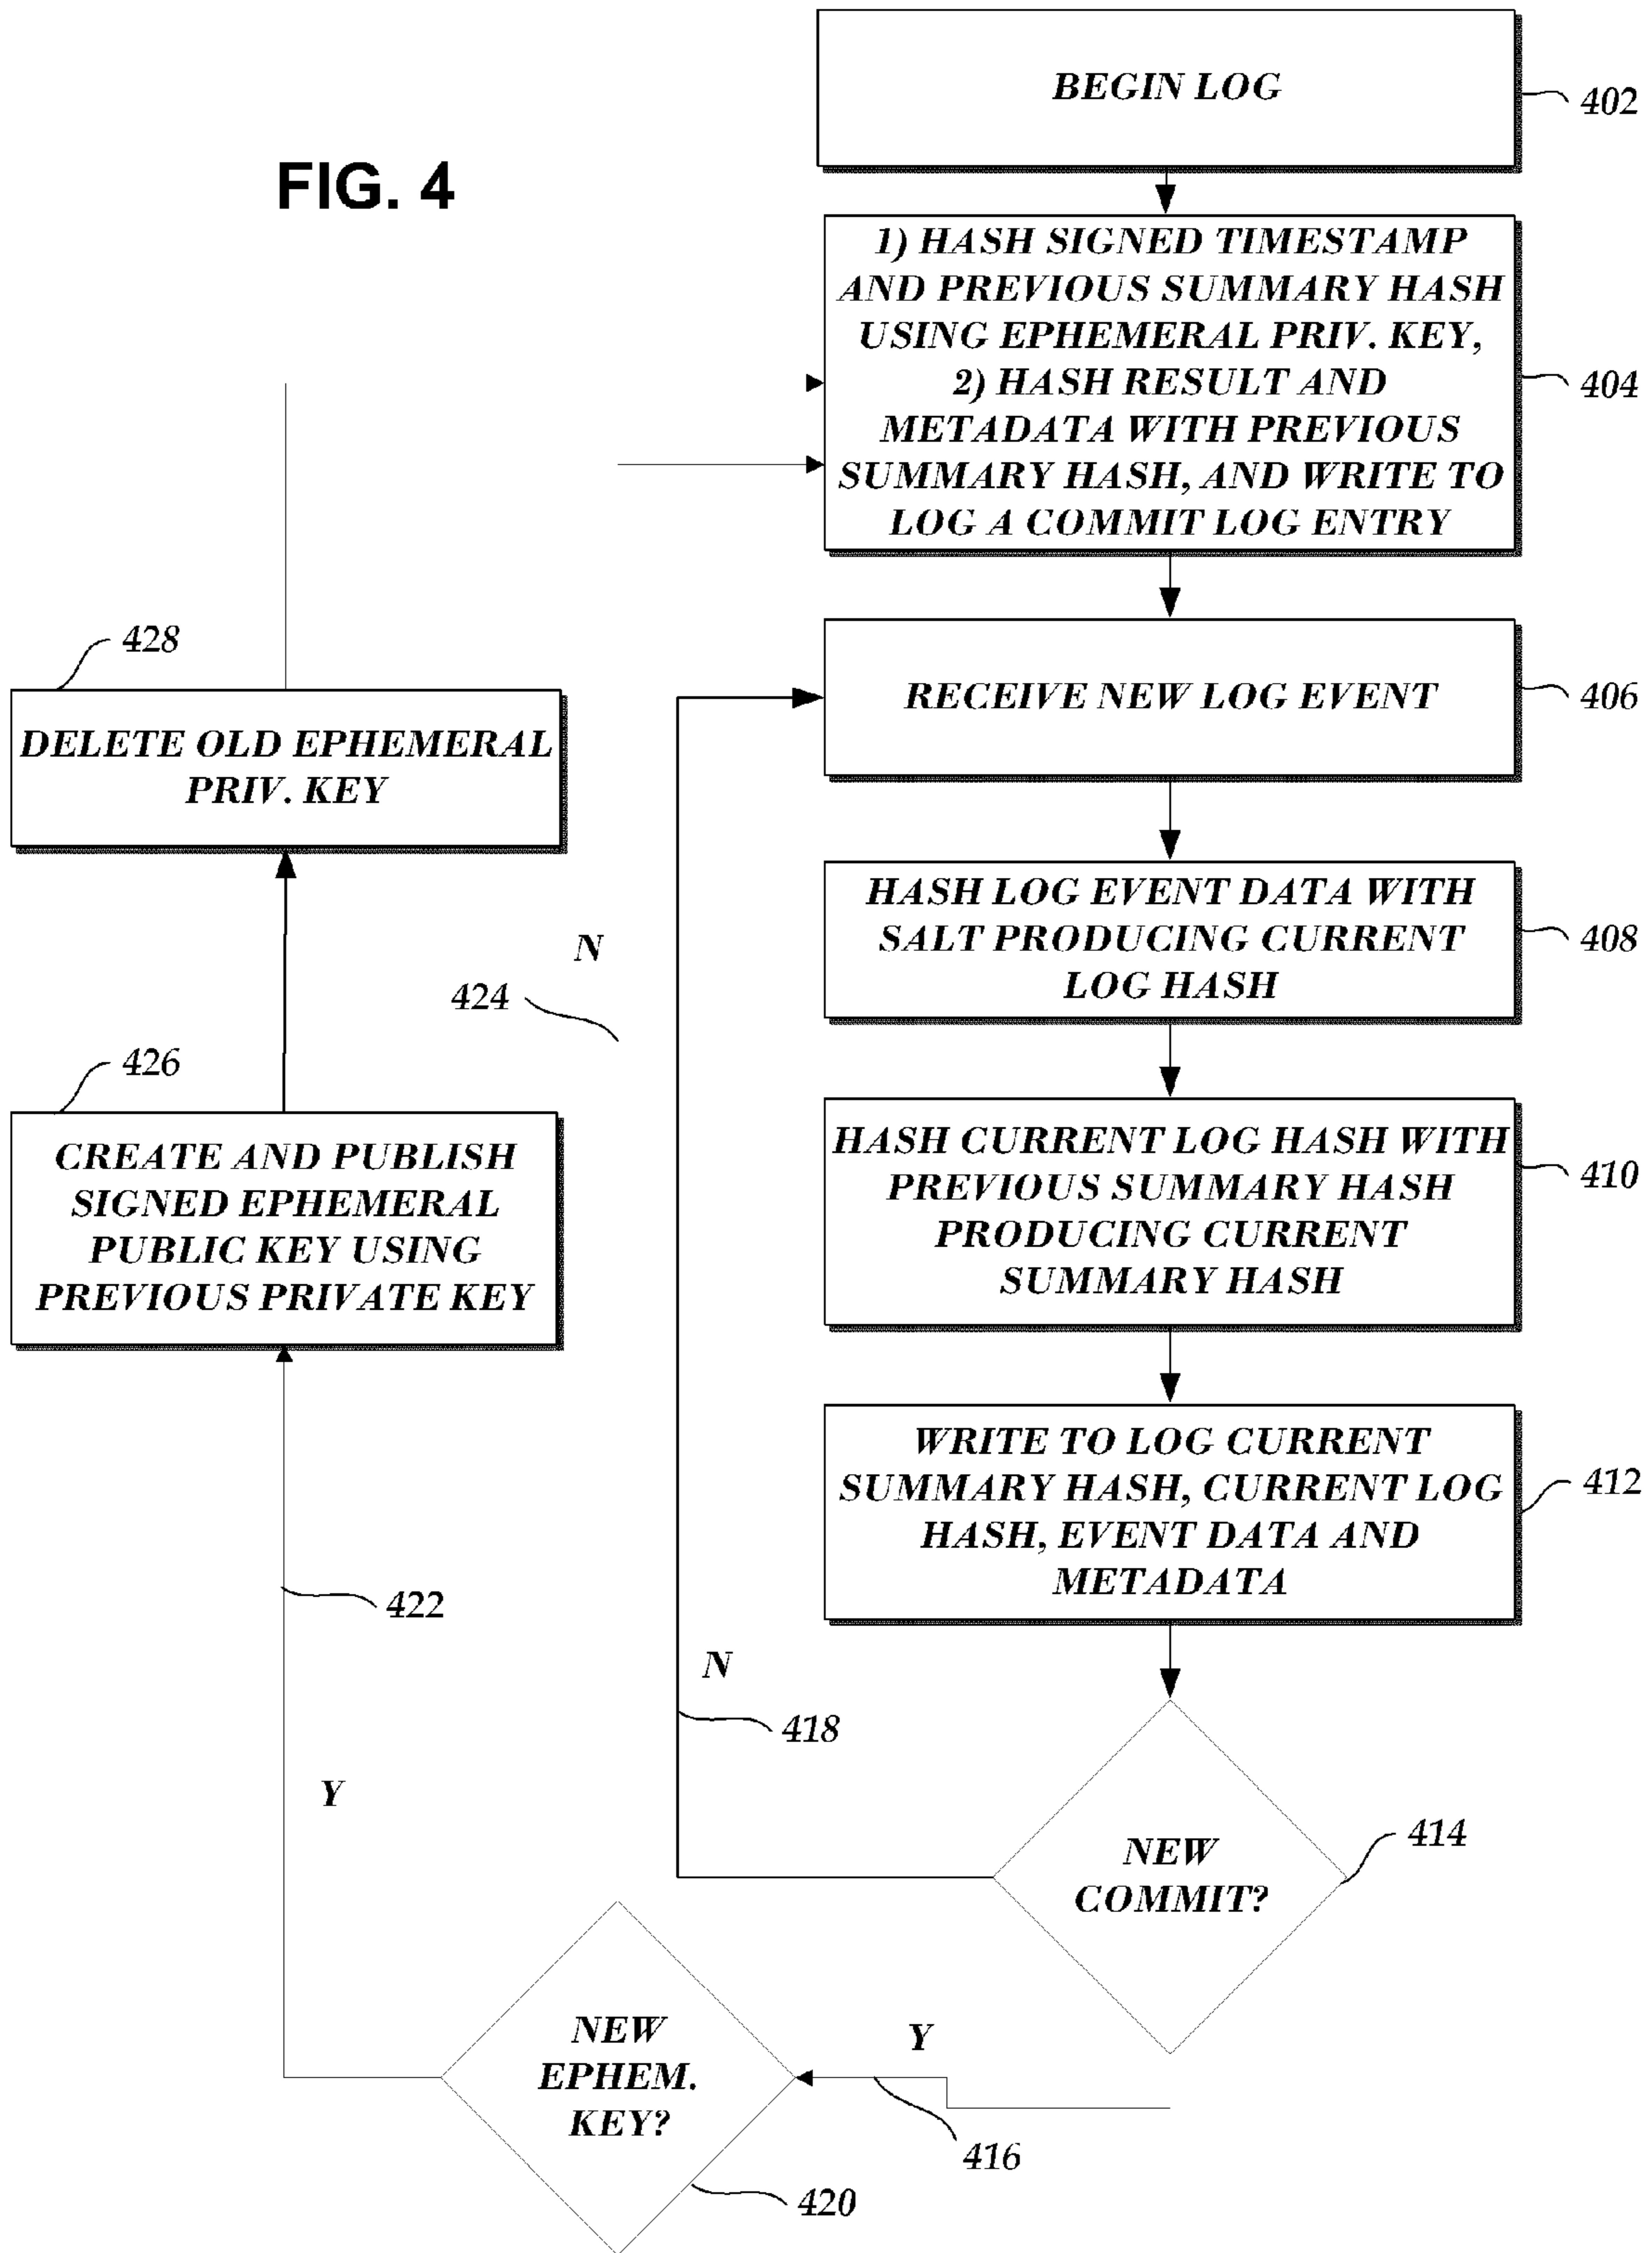 FIG. 4
BEGIN LOG
402
1) HASH SIGNED TIMESTAMP
AND PREVIOUS SUMMARY HASH
USING EPHEMERAL PRIV. KEY,
2) HASH RESULT AND
METADATA WITH PREVIOUS
SUMMARY HASH, AND WRITE TO
LOG A COMMIT LOG ENTRY
404
RECEIVE NEW LOG EVENT
406
HASH LOG EVENT DATA WITH
SALT PRODUCING CURRENT
LOG HASH
408
HASH CURRENT LOG HASH WITH
PREVIOUS SUMMARY HASH
PRODUCING CURRENT
SUMMARY HASH
410
WRITE TO LOG CURRENT
SUMMARY HASH, CURRENT LOG
HASH, EVENT DATA AND
METADATA
412
NEW
COMMIT?
414
N
418
Y
416
NEW
EPHEM.
KEY?
420
N
424
Y
422
CREATE AND PUBLISH
SIGNED EPHEMERAL
PUBLIC KEY USING
PREVIOUS PRIVATE KEY
426
DELETE OLD EPHEMERAL
PRIV. KEY
428